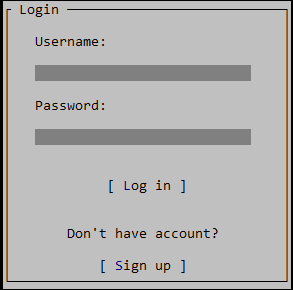 Login
Username:
Password:
[ Log in ]
Don't have account?
[ Sign up ]